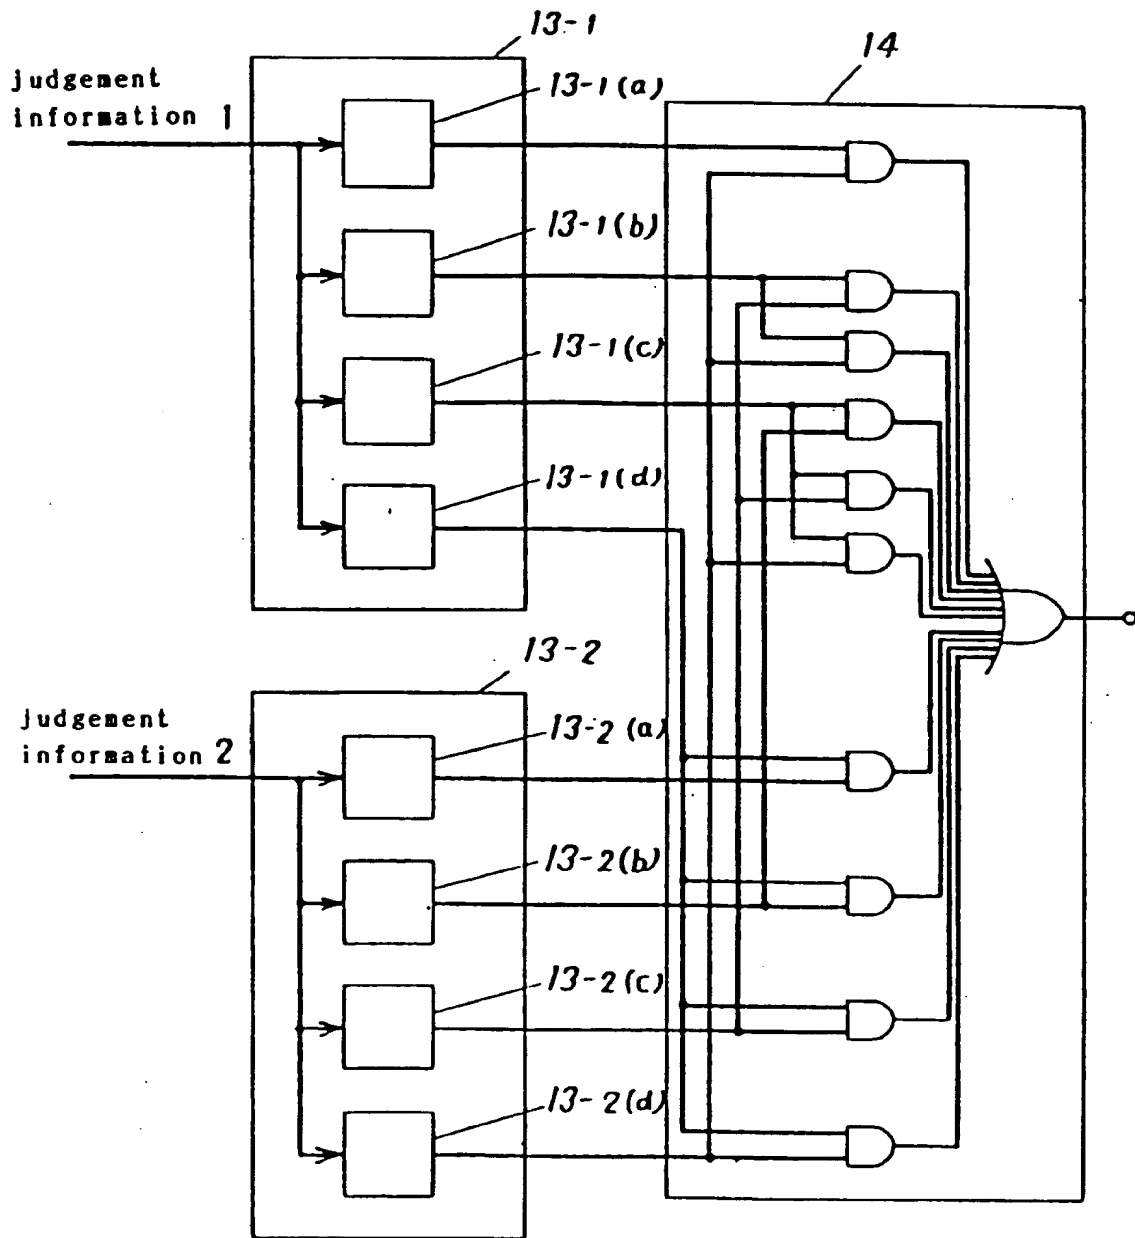 13-1
14
judgement
information 1
13-1(a)
13-1(b)
13-1(c)
13-1(d)
13-2
judgement
information 2
13-2(a)
13-2(b)
13-2(c)
13-2(d)